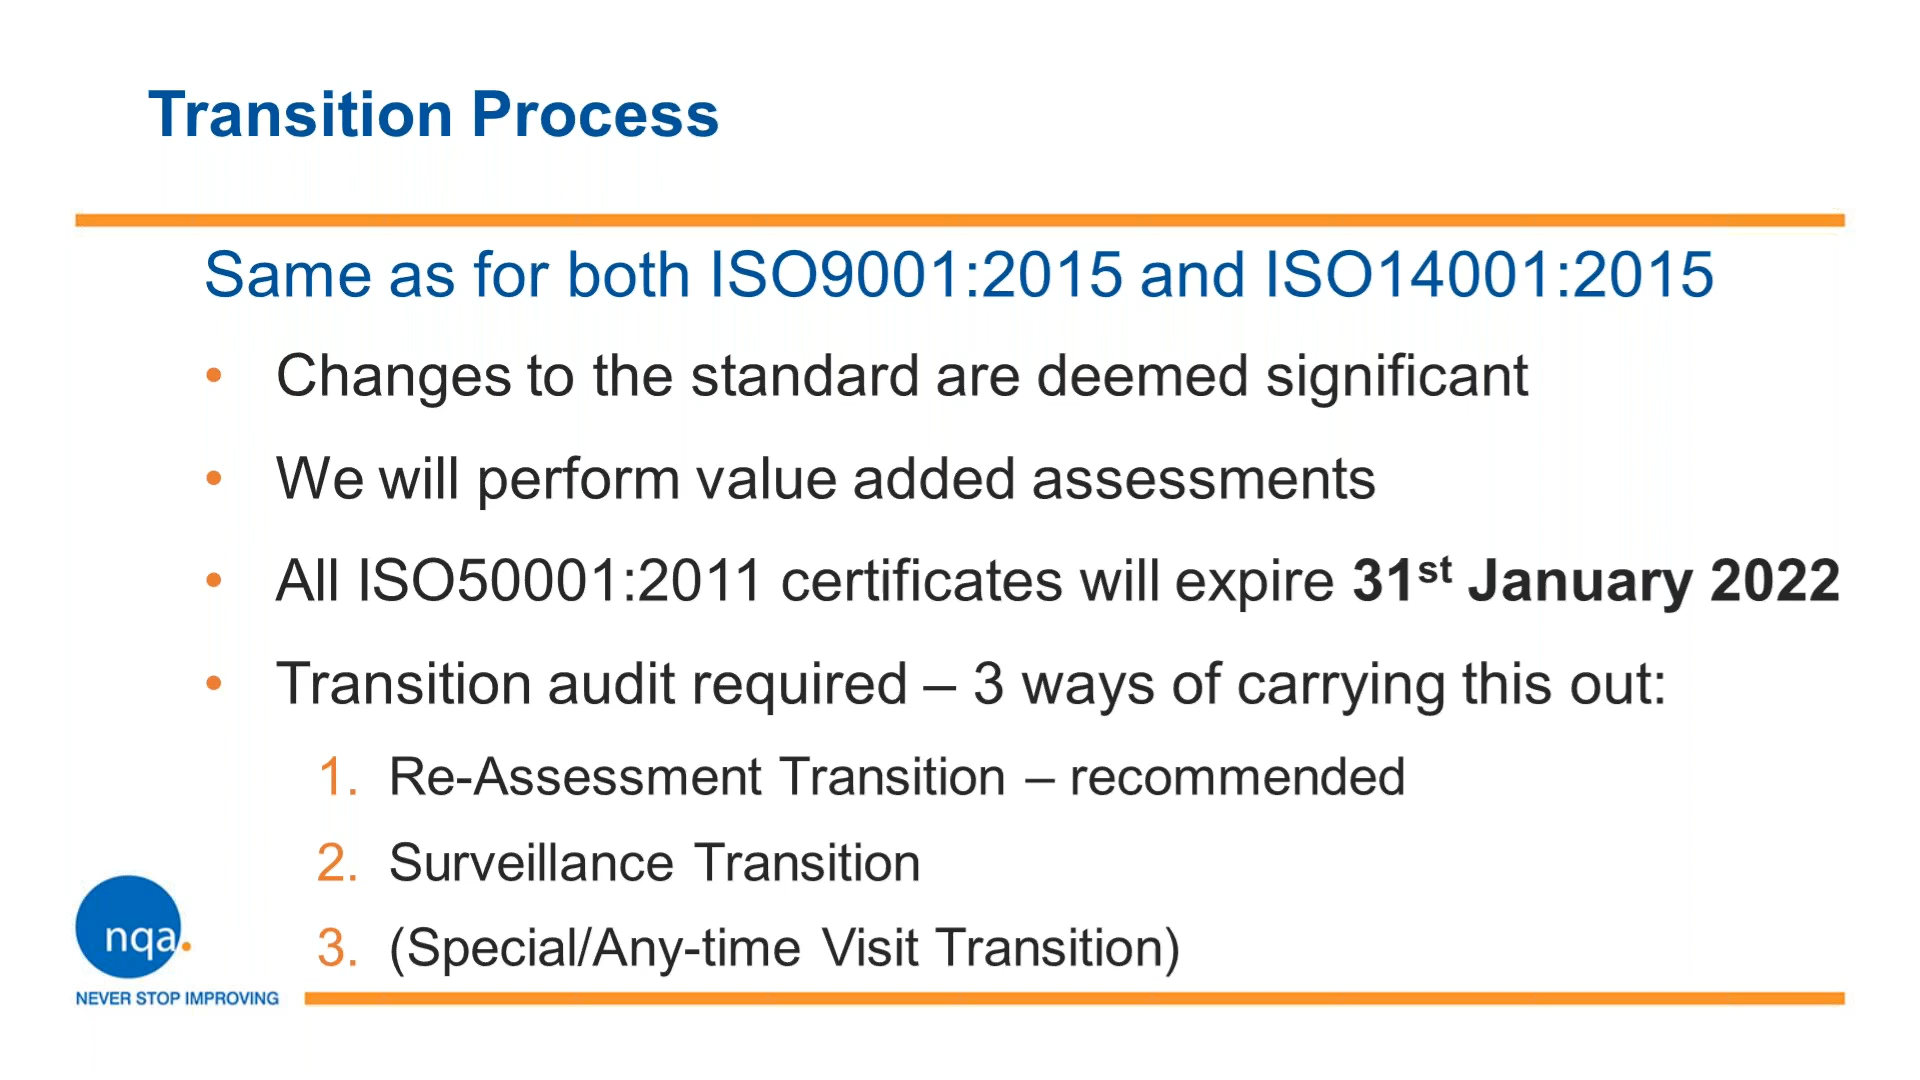 Transition Process
Same as for both ISO9001:2015 and ISO14001:2015
• Changes to the standard are deemed significant
• We will perform value added assessments
• All ISO50001:2011 certificates will expire 31st January 2022
• Transition audit required – 3 ways of carrying this out:
1. Re-Assessment Transition – recommended
2. Surveillance Transition
3. (Special/Any-time Visit Transition)
nqa.
NEVER STOP IMPROVING